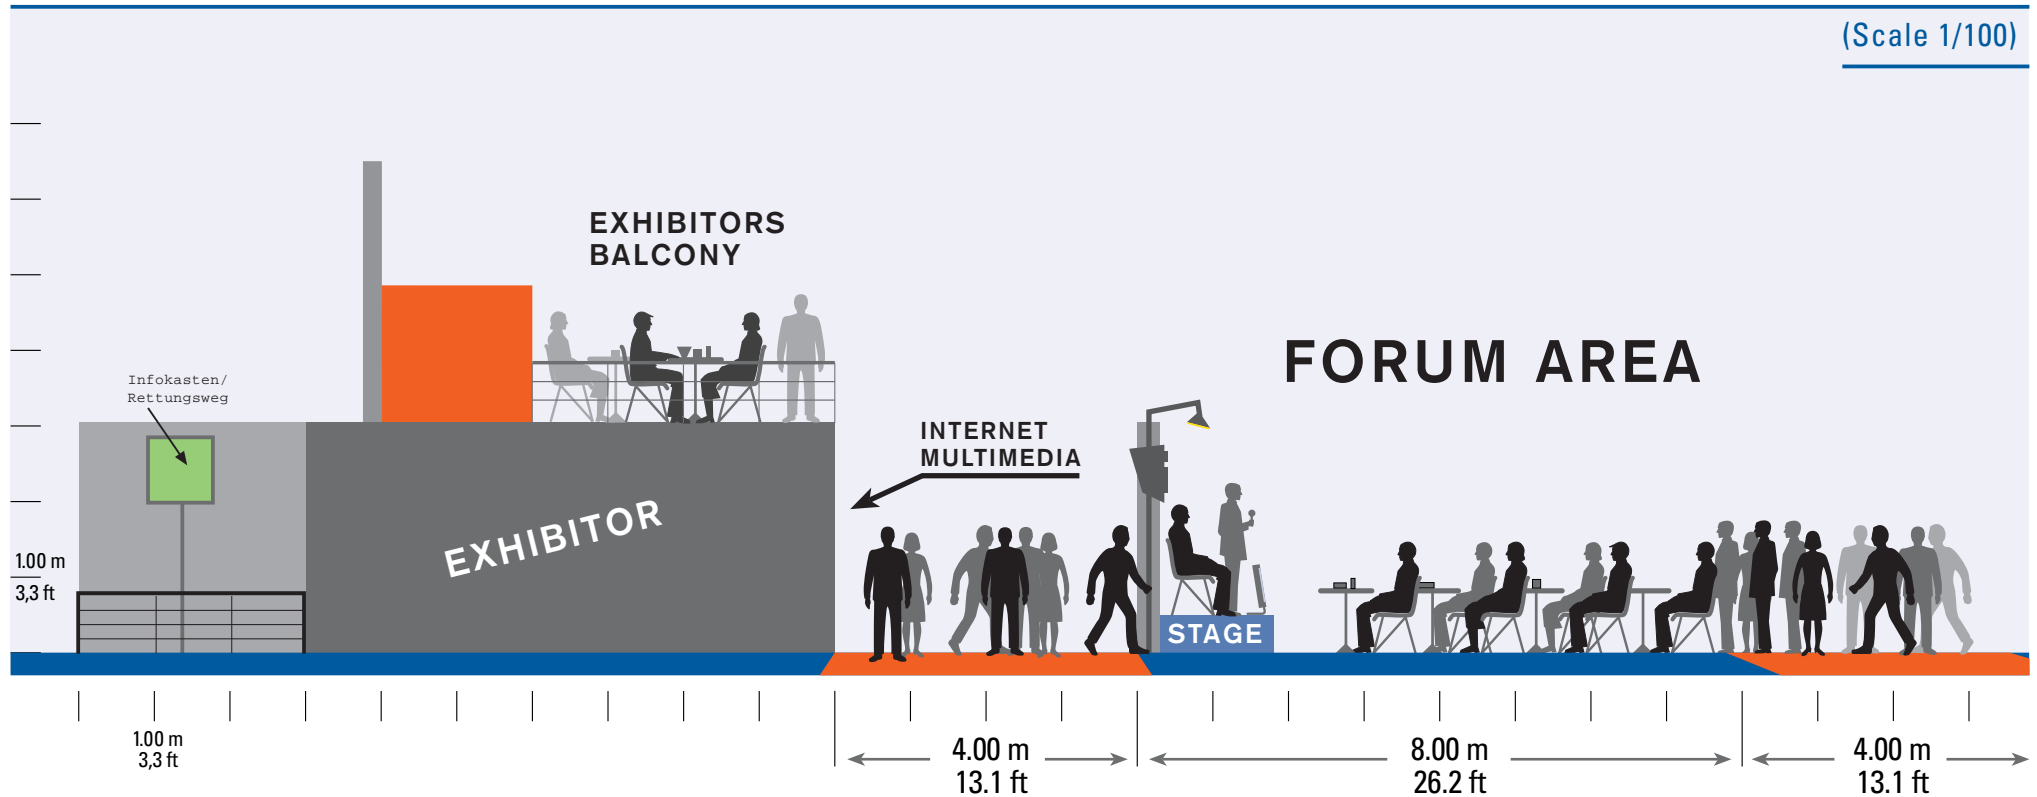 (Scale 1/100)
EXHIBITORS
BALCONY
FORUM AREA
Infokasten/
Rettungsweg
INTERNET
MULTIMEDIA
EXHIBITOR
1.00 m
3,3 ft
STAGE
1.00 m
3,3 ft
4.00 m
13.1 ft
8.00 m
26.2 ft
4.00 m
13.1 ft